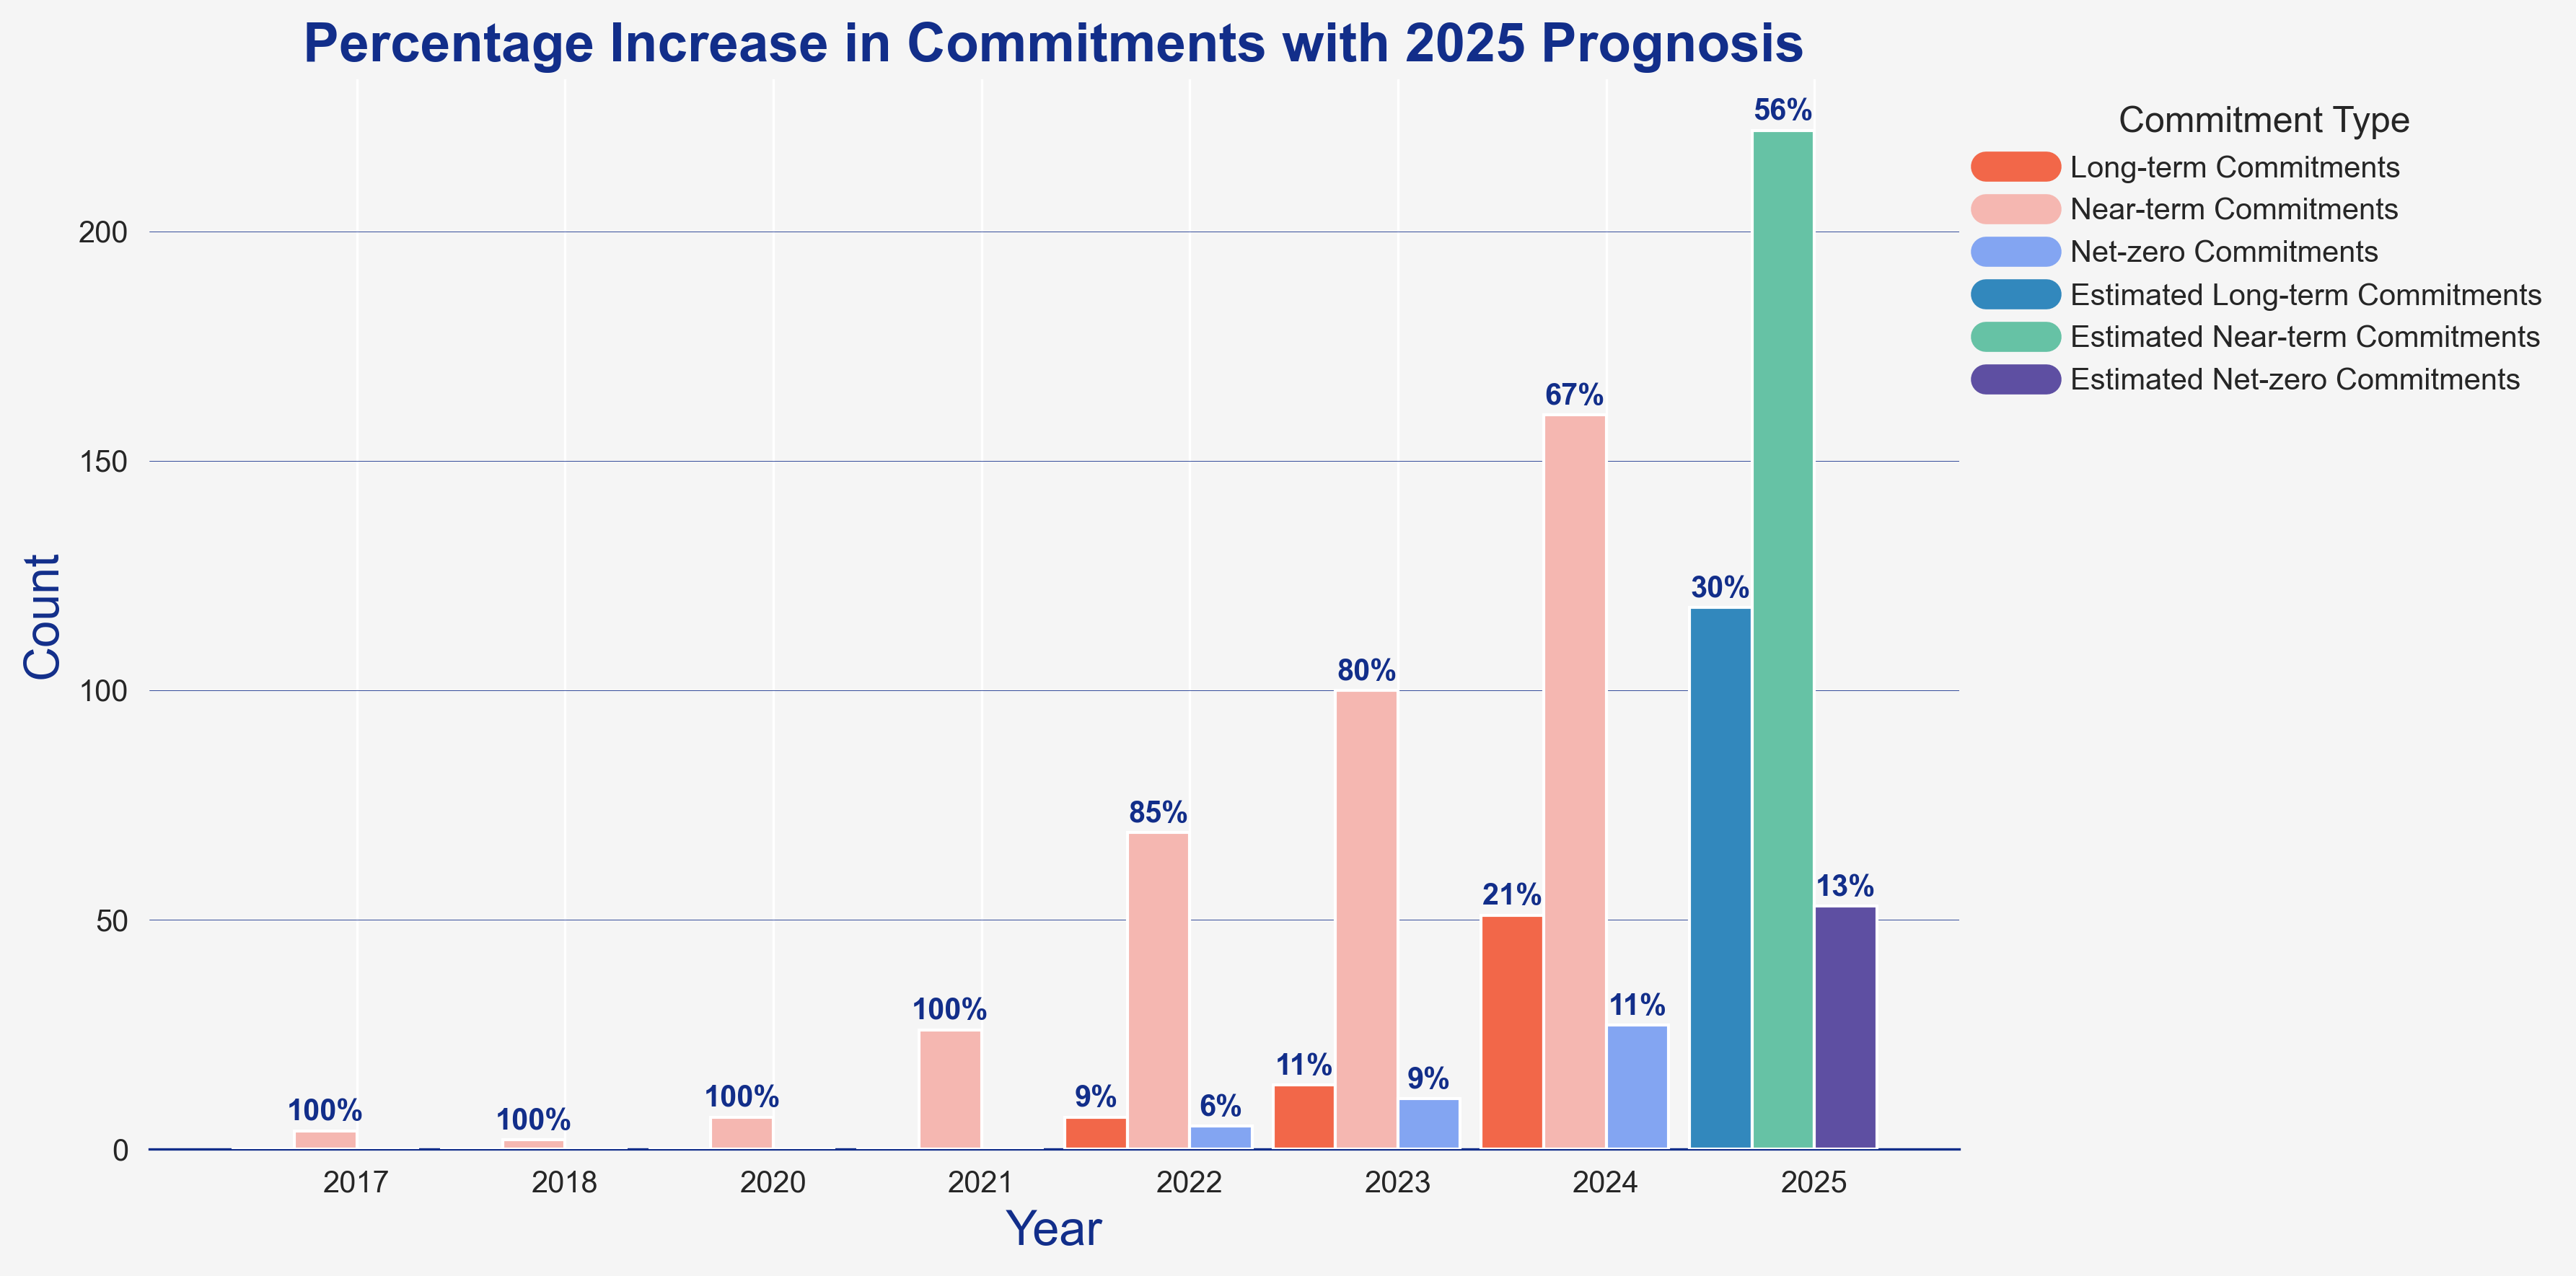 Percentage Increase in Commitments with 2025 Prognosis
Commitment Type
Long-term Commitments
Near-term Commitments
Net-zero Commitments
Estimated Long-term Commitments
Estimated Near-term Commitments
Estimated Net-zero Commitments
Count
200
150
100
50
0
100%
100%
100%
100%
9%
85%
6%
11%
80%
9%
21%
67%
11%
30%
56%
13%
2017
2018
2020
2021
2022
2023
2024
2025
Year